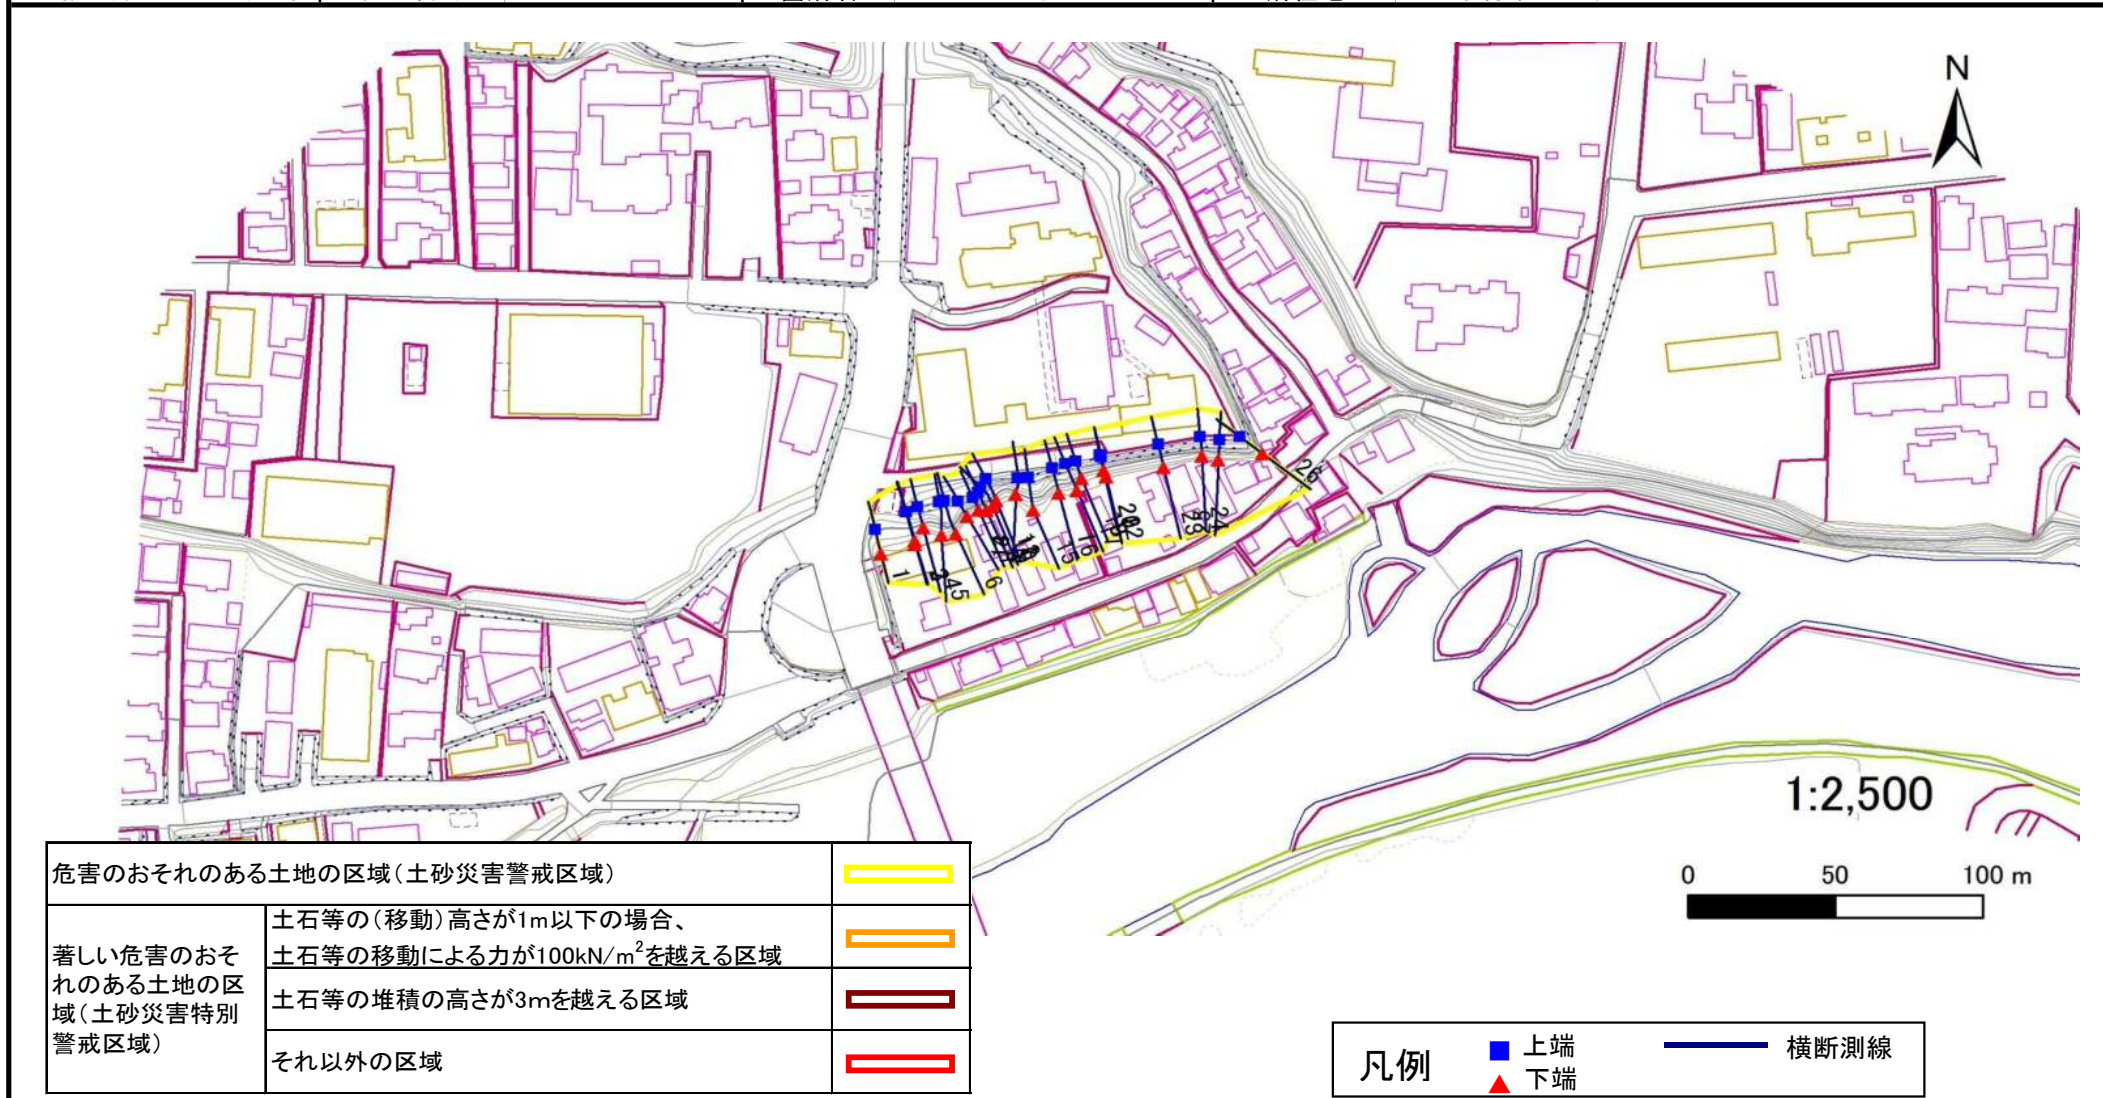 N
26
1
6
15
16
24
1:2,500
0 50 100 m
危害のおそれのある土地の区域(土砂災害警戒区域)
著しい危害のおそ
れのある土地の区
域(土砂災害特別
警戒区域)
土石等の(移動)高さが1m以下の場合、
土石等の移動による力が100kN/m²を越える区域
土石等の堆積の高さが3mを越える区域
それ以外の区域
凡例
上端
下端
横断測線